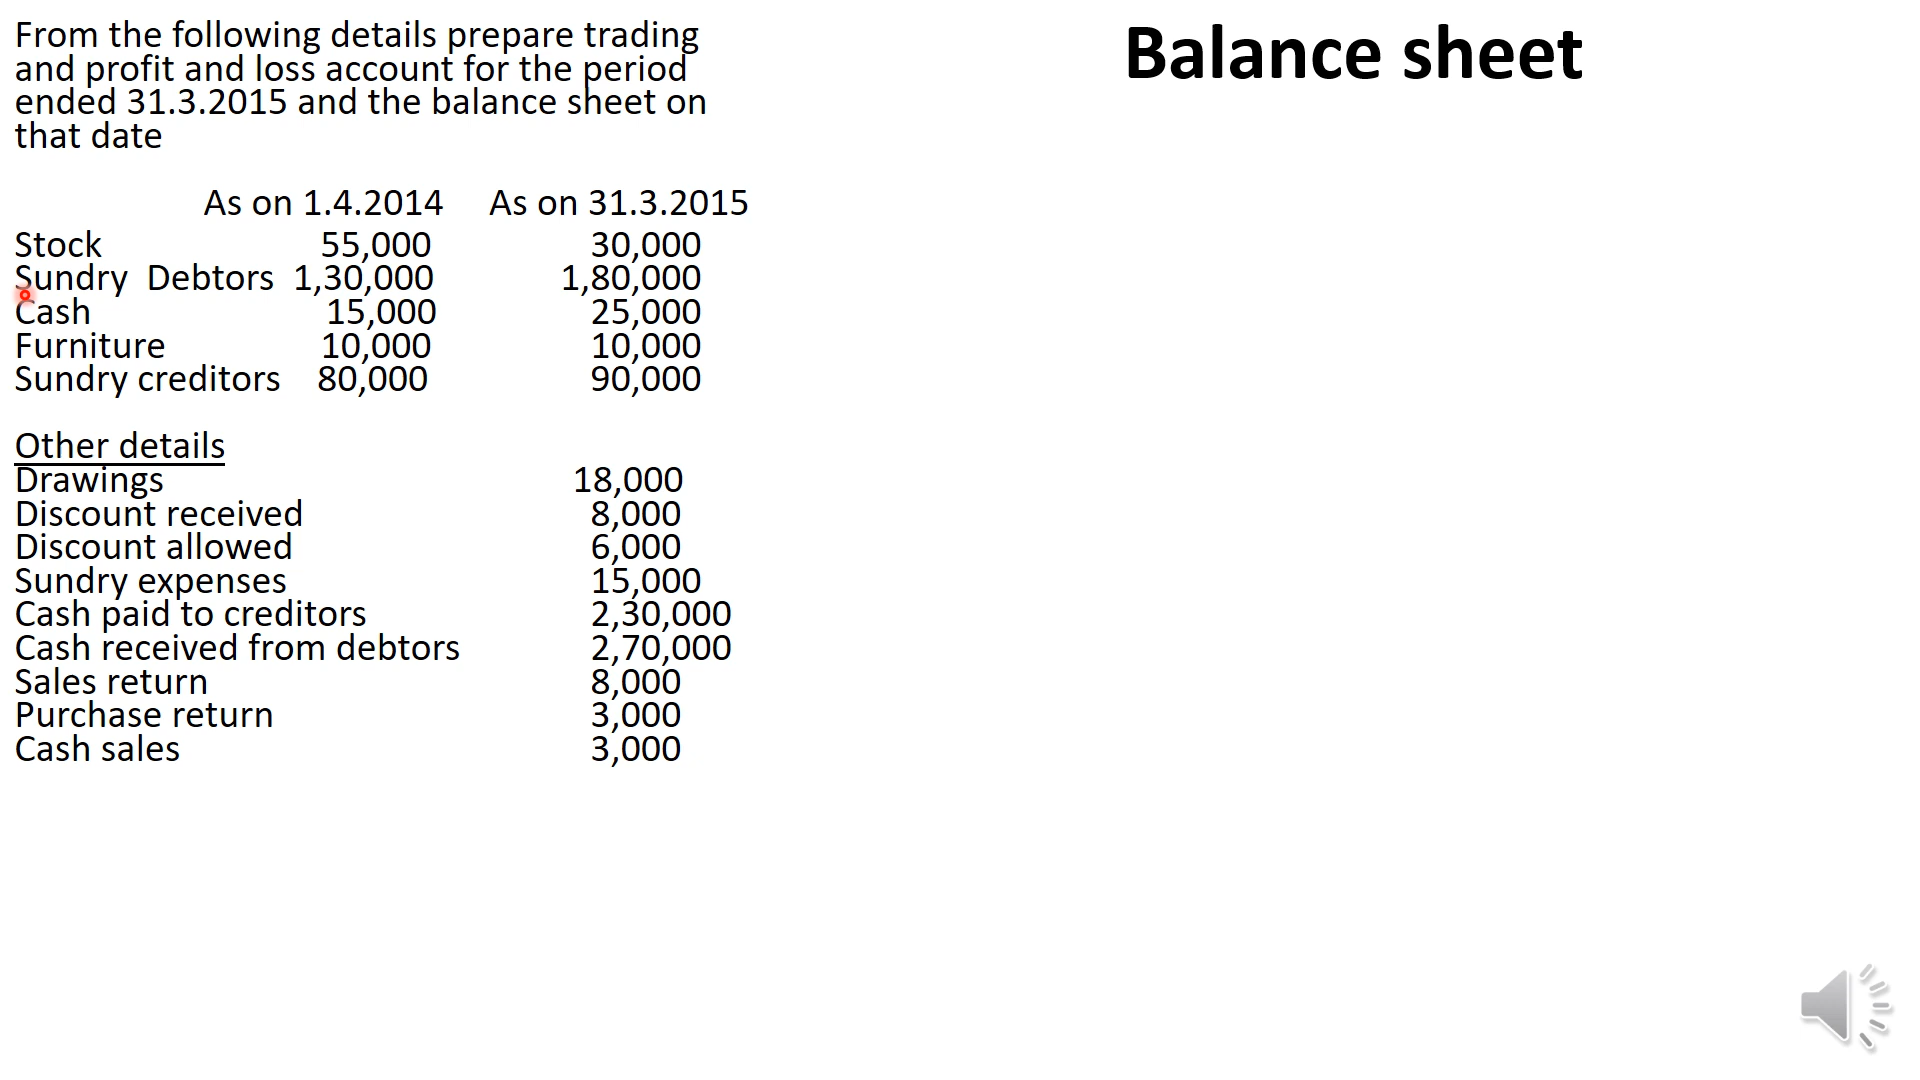 From the following details prepare trading
and profit and loss account for the period
ended 31.3.2015 and the balance sheet on
that date
Balance sheet
As on 1.4.2014 As on 31.3.2015
Stock 55,000 30,000
Sundry Debtors 1,30,000 1,80,000
Cash 15,000 25,000
Furniture 10,000 10,000
Sundry creditors 80,000 90,000
Other details
Drawings 18,000
Discount received 8,000
Discount allowed 6,000
Sundry expenses 15,000
Cash paid to creditors 2,30,000
Cash received from debtors 2,70,000
Sales return 8,000
Purchase return 3,000
Cash sales 3,000